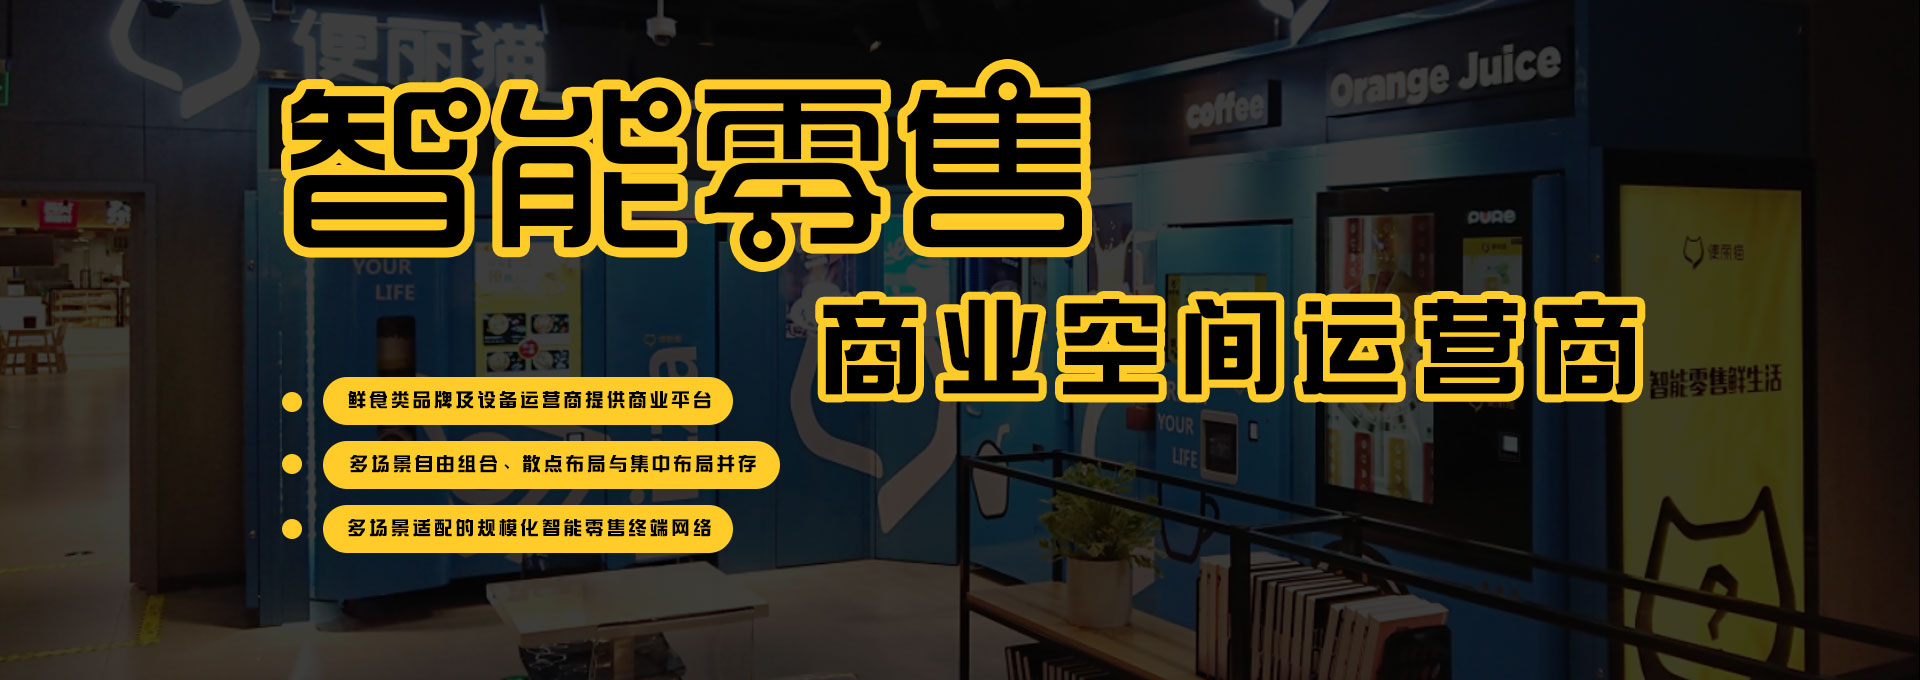 便丽猫
智能零售
coffee
Orange Juice
商业空间运营商
鲜食类品牌及设备运营商提供商业平台
多场景自由组合、散点布局与集中布局并存
多场景适配的规模化智能零售终端网络
YOUR
LIFE
PURE
便丽猫
智能零售鲜生活
YOUR
LIFE